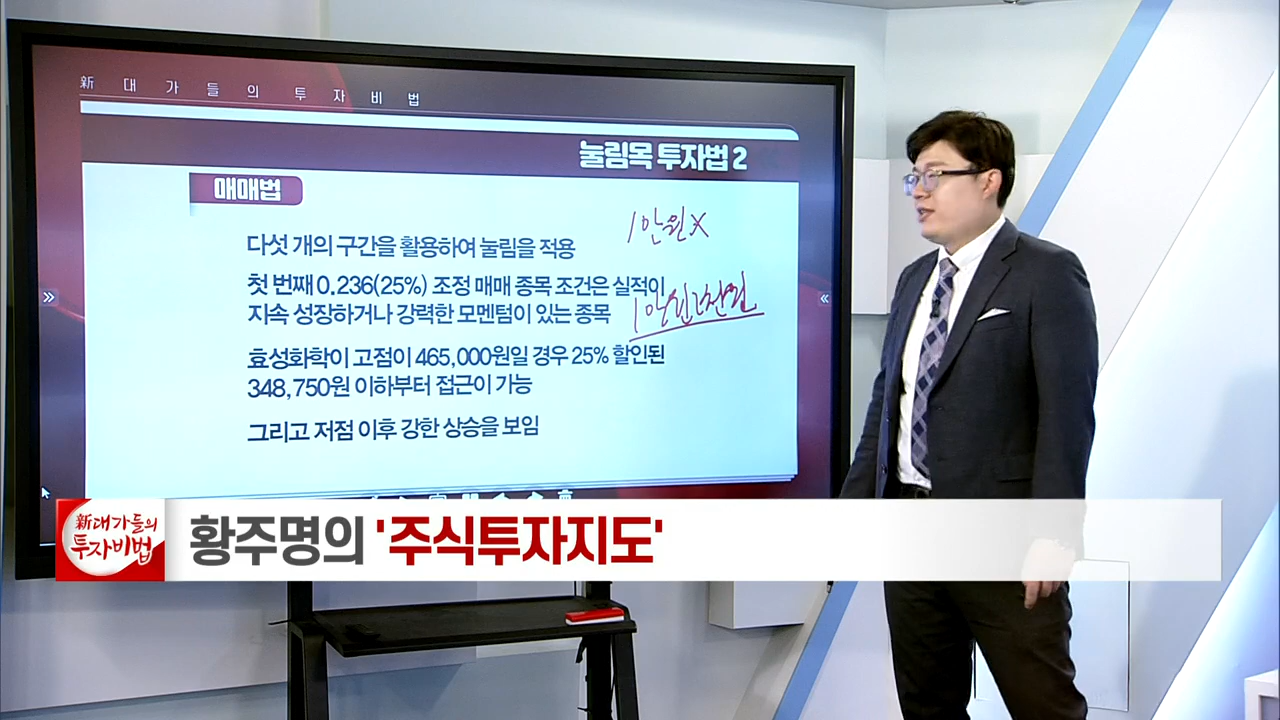 新 대 가 들 의 투 자 비 법
눌림목 투자법 2
매매법
1만원 X
다섯 개의 구간을 활용하여 눌림을 적용
첫 번째 0.236(25%) 조정 매매 종목 조건은 실적이
지속 성장하거나 강력한 모멘텀이 있는 종목
효성화학이 고점이 465,000원일 경우 25% 할인된
348,750원 이하부터 접근이 가능
그리고 저점 이후 강한 상승을 보임
新대가들의
투자비법
황주명의 '주식투자지도'